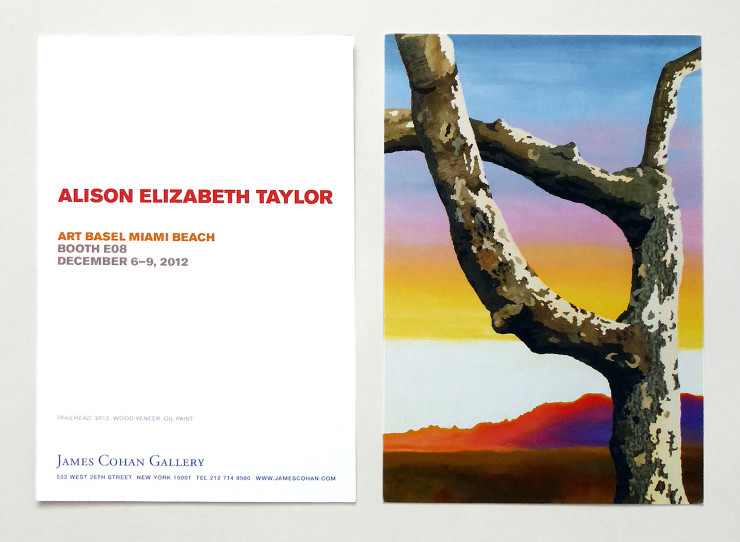 ALISON ELIZABETH TAYLOR
ART BASEL MIAMI BEACH
BOOTH E08
DECEMBER 6–9, 2012
TRAILHEAD, 2012, WOOD VENEER, OIL PAINT
JAMES COHAN GALLERY
533 WEST 26TH STREET NEW YORK 10001 TEL 212 714 9500 WWW.JAMESCOHAN.COM